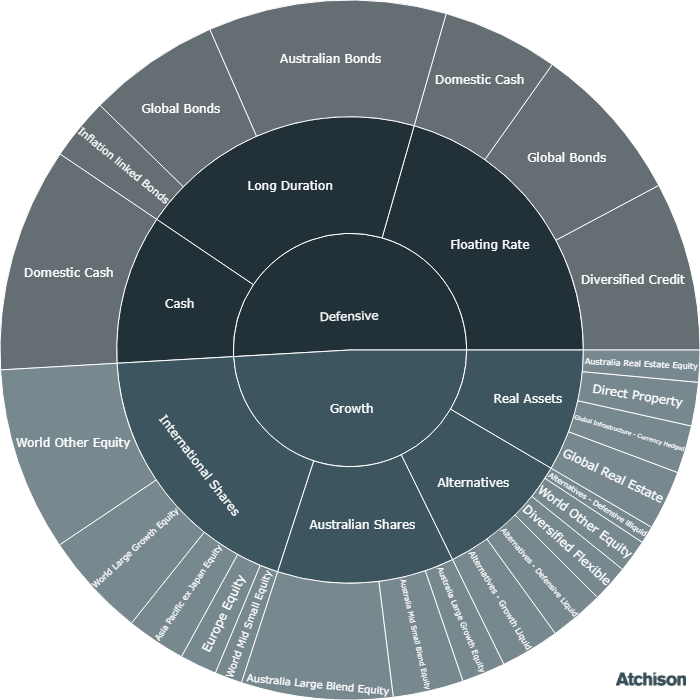 Australian Bonds
Domestic Cash
Global Bonds
Inflation linked Bonds
Global Bonds
Long Duration
Floating Rate
Domestic Cash
Cash
Defensive
Diversified Credit
Growth
Real Assets
Australia Real Estate Equity
Direct Property
Global Infrastructure - Currency Hedged
Global Real Estate
World Other Equity
International Shares
Alternatives
Alternatives - Defensive Illiquid
World Other Equity
Diversified Flexible
Alternatives - Defensive Liquid
Alternatives - Growth Liquid
Australian Shares
World Large Growth Equity
Asia Pacific ex Japan Equity
Europe Equity
World Mid Small Equity
Australia Large Blend Equity
Australia Mid Small Blend Equity
Australia Large Growth Equity
Atchison